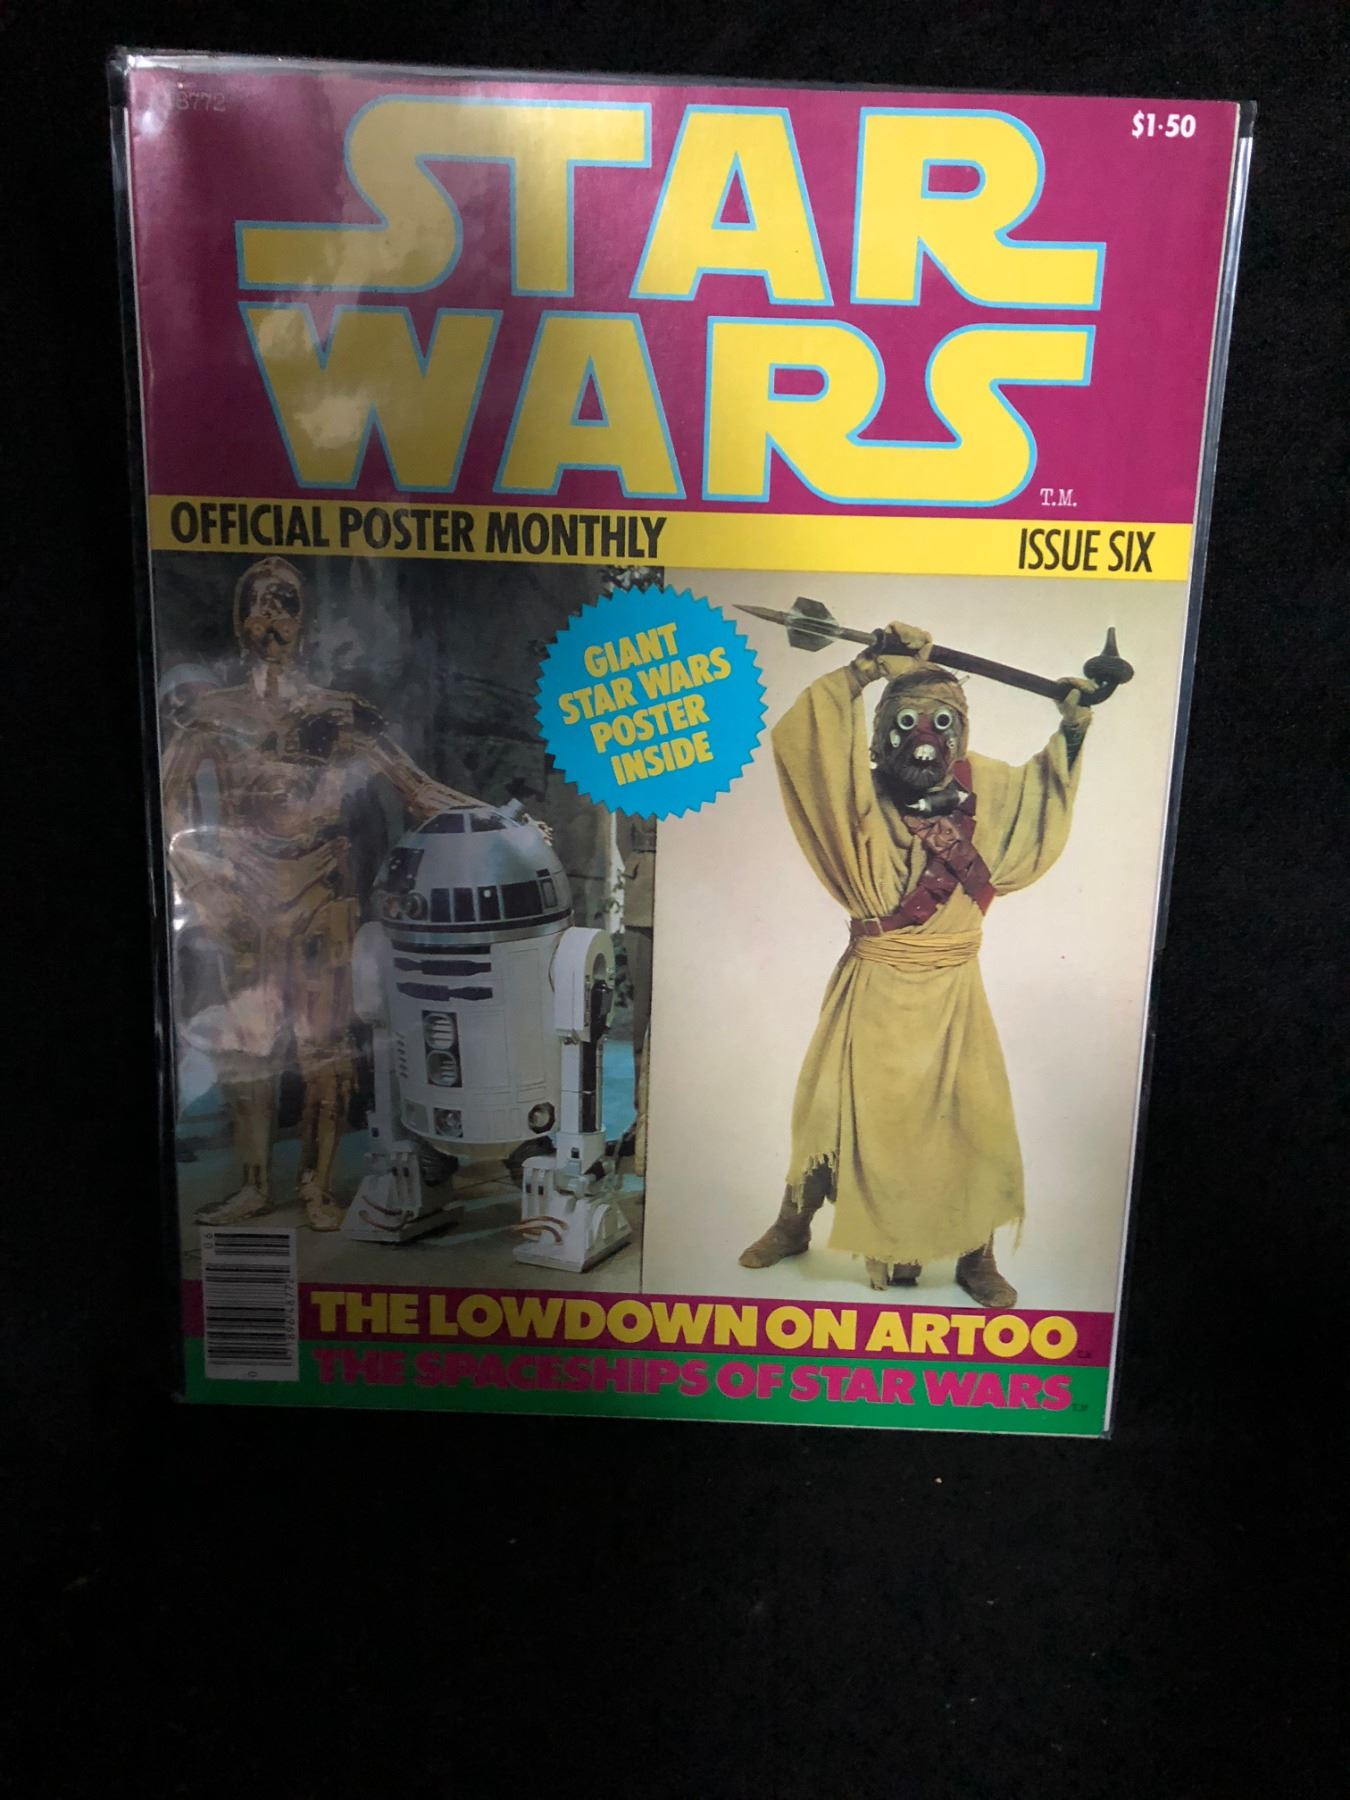 $1.50
STAR
WARS
T.M.
OFFICIAL POSTER MONTHLY
ISSUE SIX
GIANT
STAR WARS
POSTER
INSIDE
06
THE LOWDOWN ON ARTOO
THE SPACESHIPS OF STAR WARS